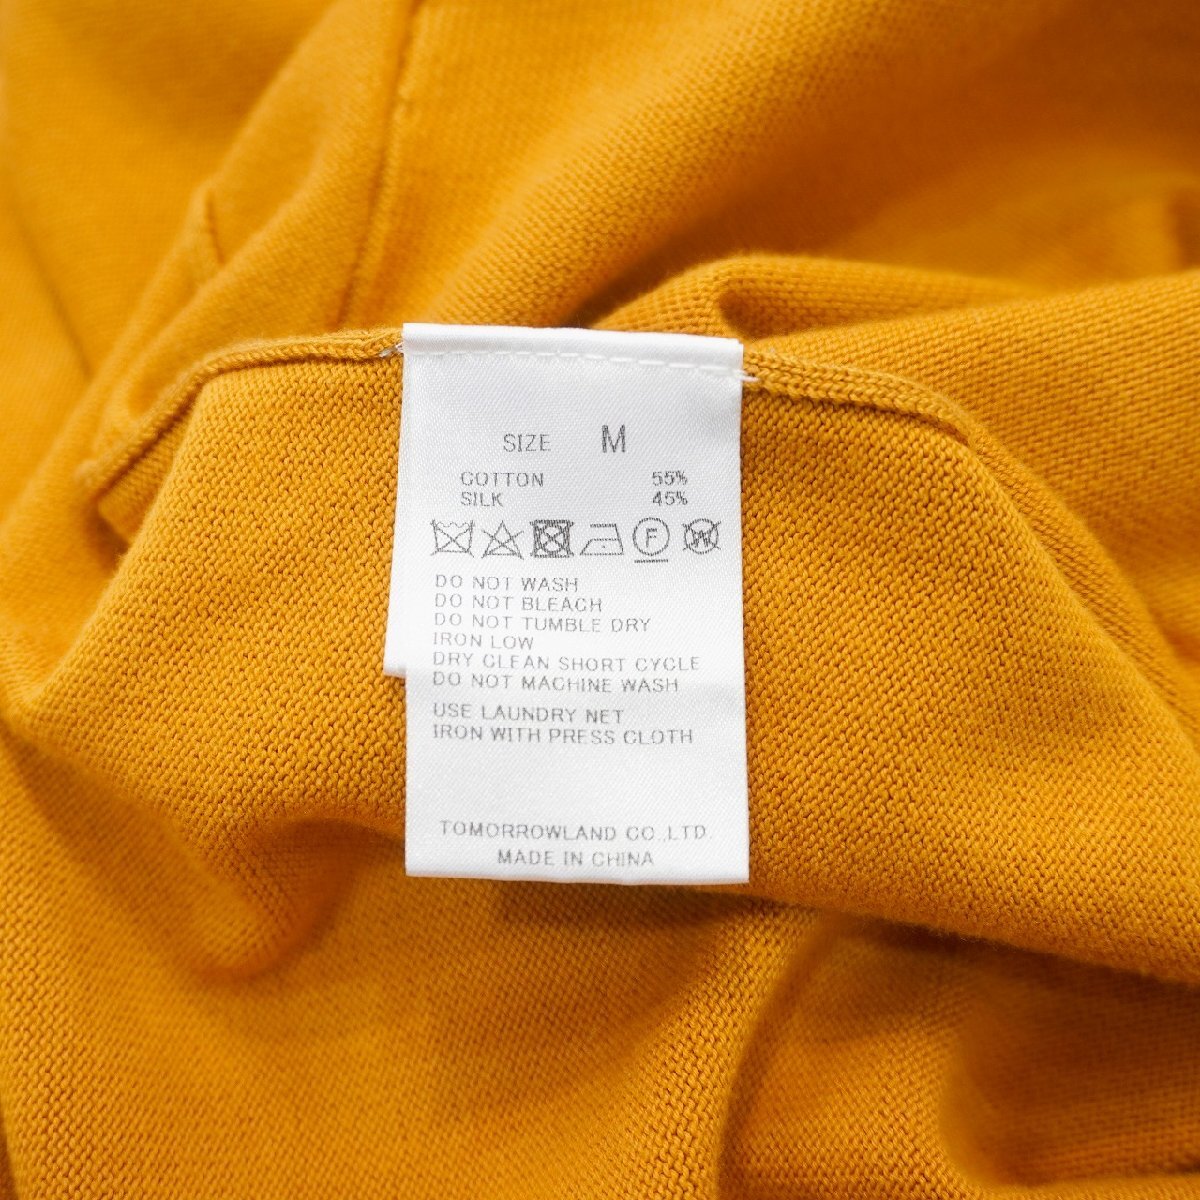 SIZE M
COTTON 55%
SILK 45%
F W
DO NOT WASH
DO NOT BLEACH
DO NOT TUMBLE DRY
IRON LOW
DRY CLEAN SHORT CYCLE
DO NOT MACHINE WASH
USE LAUNDRY NET
IRON WITH PRESS CLOTH
TOMORROWLAND CO.,LTD.
MADE IN CHINA